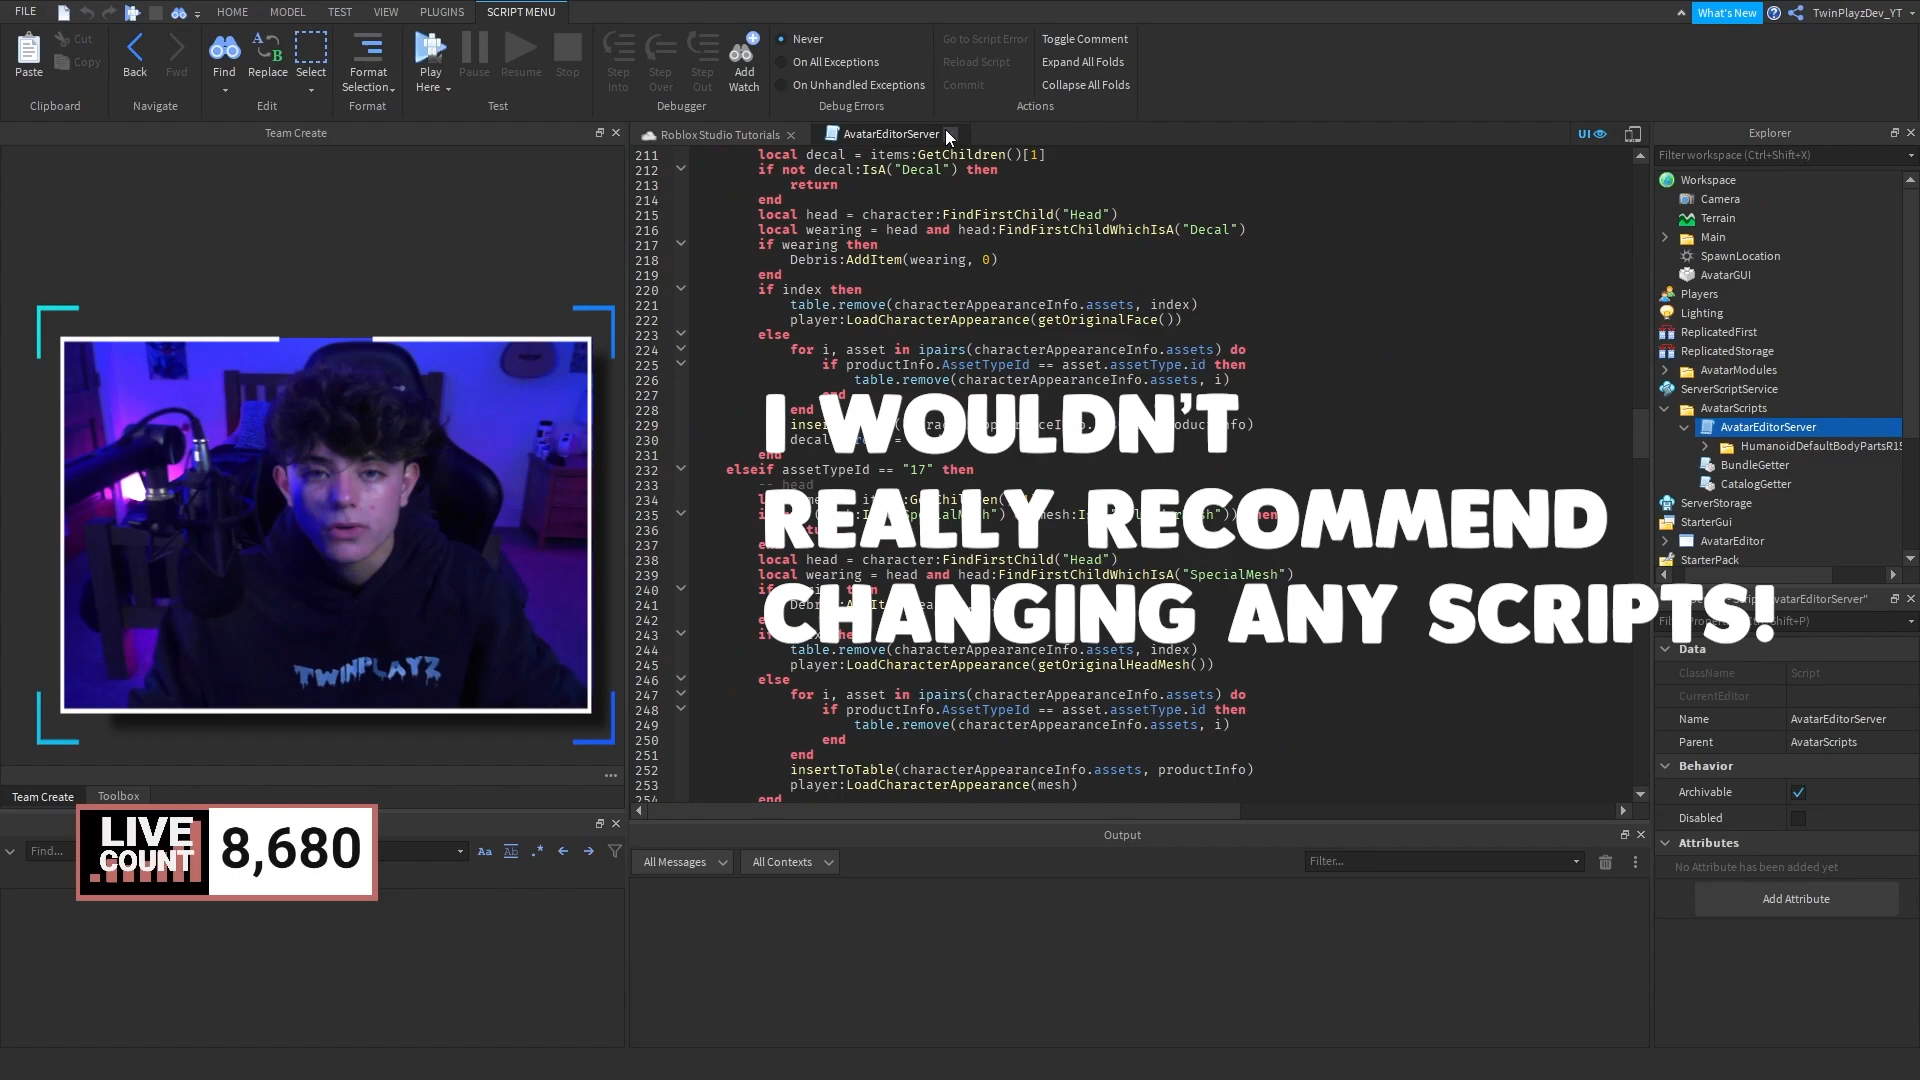 FILE HOME MODEL TEST VIEW PLUGINS SCRIPT MENU What's New TwinPlayzDev_YT
Paste Cut Copy Back Fwd Find Replace Select Format Selection Play Here Pause Resume Stop Step Into Step Over Step Out Add Watch
Never
On All Exceptions
On Unhandled Exceptions
Go to Script Error
Reload Script
Commit
Toggle Comment
Expand All Folds
Collapse All Folds
Clipboard Navigate Edit Format Test Debugger Debug Errors Actions
Team Create
Roblox Studio Tutorials AvatarEditorServer UI
211 local decal = items:GetChildren()[1]
212 if not decal:IsA("Decal") then
213 return
214 end
215 local head = character:FindFirstChild("Head")
216 local wearing = head and head:FindFirstChildWhichIsA("Decal")
217 if wearing then
218 Debris:AddItem(wearing, 0)
219 end
220 if index then
221 table.remove(characterAppearanceInfo.assets, index)
222 player:LoadCharacterAppearance(getOriginalFace())
223 else
224 for i, asset in ipairs(characterAppearanceInfo.assets) do
225 if productInfo.AssetTypeId == asset.assetType.id then
226 table.remove(characterAppearanceInfo.assets, i)
227
228 end
229
230 decal
231 end
232 elseif assetTypeId == "17" then
233 -- head
234
235
236
237
238 local head = character:FindFirstChild("Head")
239 local wearing = head and head:FindFirstChildWhichIsA("SpecialMesh")
240
241
242
243
244 table.remove(characterAppearanceInfo.assets, index)
245 player:LoadCharacterAppearance(getOriginalHeadMesh())
246 else
247 for i, asset in ipairs(characterAppearanceInfo.assets) do
248 if productInfo.AssetTypeId == asset.assetType.id then
249 table.remove(characterAppearanceInfo.assets, i)
250 end
251 end
252 insertToTable(characterAppearanceInfo.assets, productInfo)
253 player:LoadCharacterAppearance(mesh)
254 end
I WOULDN'T
REALLY RECOMMEND
CHANGING ANY SCRIPTS!
TWINPLAYZ
Team Create Toolbox
LIVE
COUNT
8,680
Find... Aa Ab .*
Output
All Messages All Contexts Filter...
Explorer
Filter workspace (Ctrl+Shift+X)
Workspace
Camera
Terrain
Main
SpawnLocation
AvatarGUI
Players
Lighting
ReplicatedFirst
ReplicatedStorage
AvatarModules
ServerScriptService
AvatarScripts
AvatarEditorServer
HumanoidDefaultBodyPartsR15
BundleGetter
CatalogGetter
ServerStorage
StarterGui
AvatarEditor
StarterPack
AvatarEditorServer"
Data
ClassName Script
CurrentEditor
Name AvatarEditorServer
Parent AvatarScripts
Behavior
Archivable
Disabled
Attributes
No Attribute has been added yet
Add Attribute